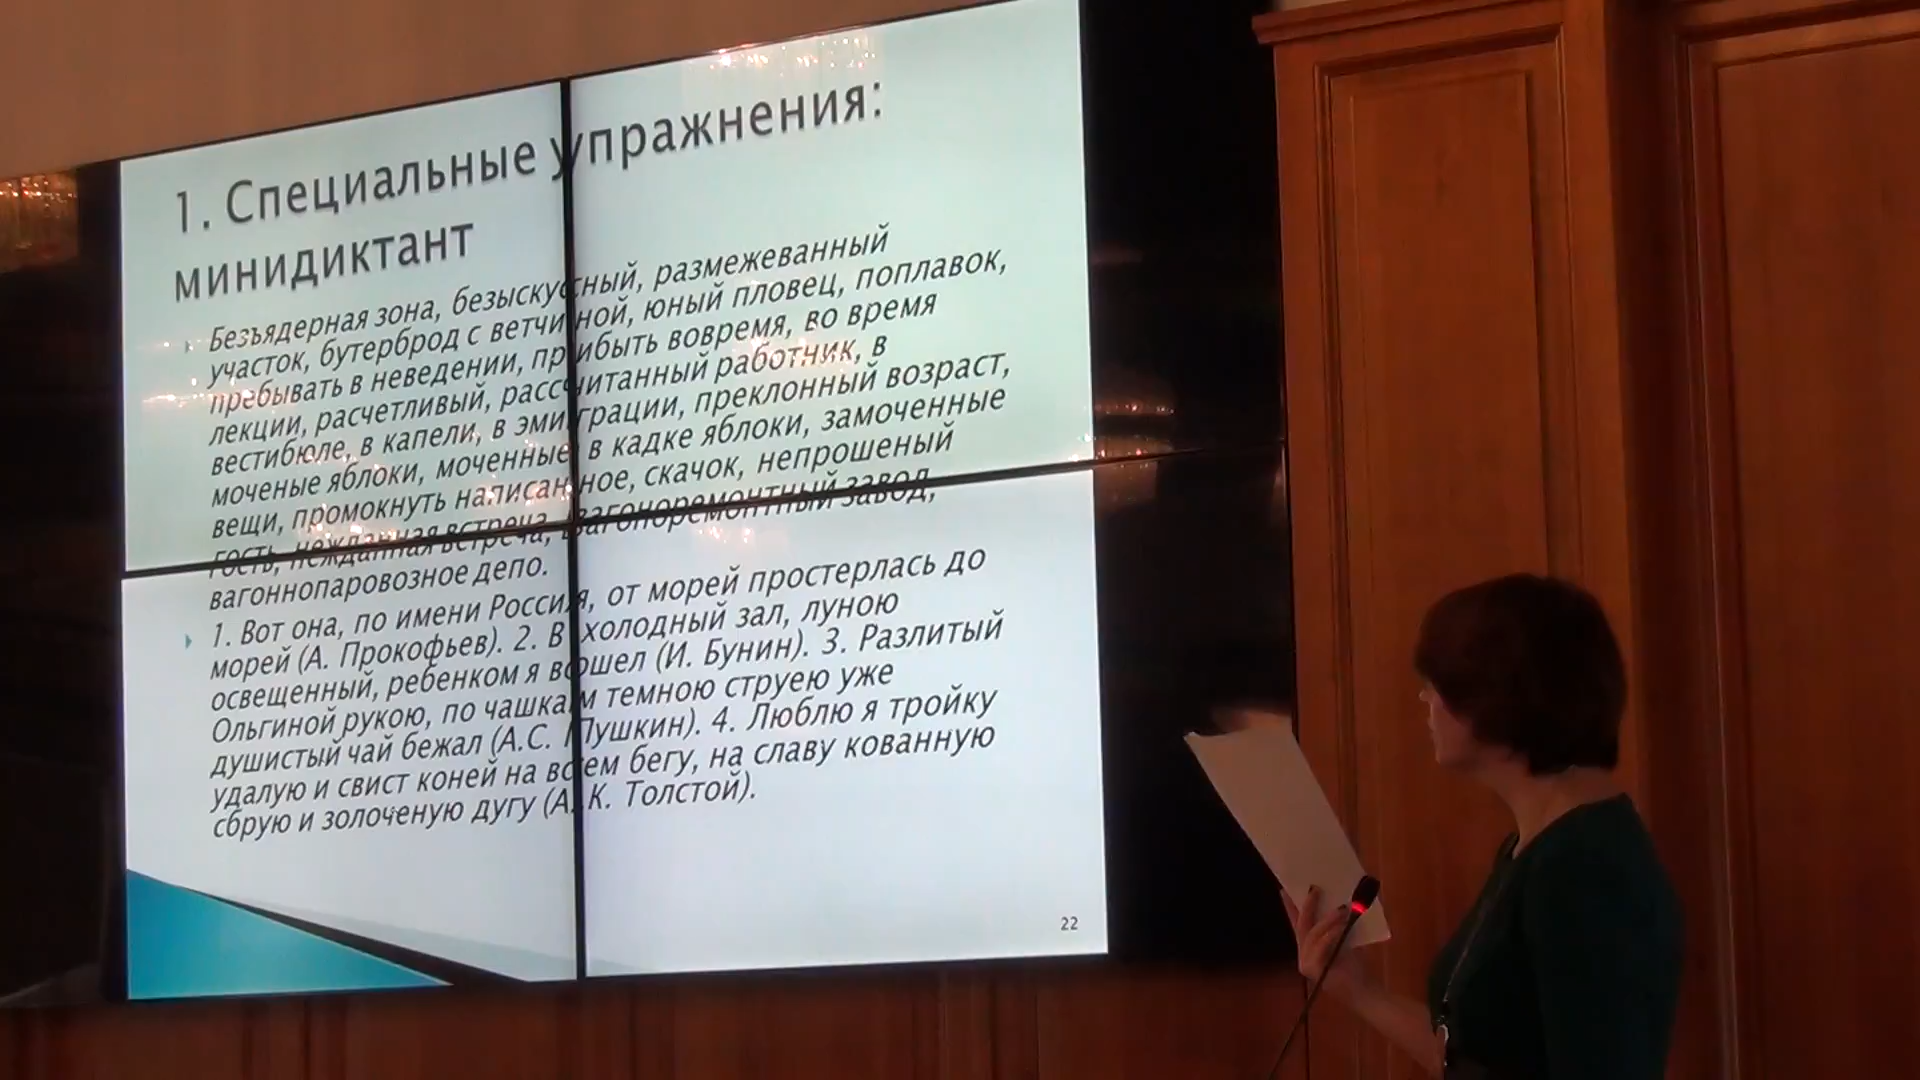 1. Специальные упражнения:
минидиктант
Безъядерная зона, безыскусный, размежеванный
участок, бутерброд с ветчиной, юный пловец, поплавок,
пребывать в неведении, прибыть вовремя, во время
лекции, расчетливый, рассчитанный работник, в
вестибюле, в капели, в эмиграции, преклонный возраст,
моченые яблоки, моченные в кадке яблоки, замоченные
вещи, промокнуть написанное, скачок, непрошеный
гость, нежданная встреча, вагоноремонтный завод,
вагоннопаровозное депо.
1. Вот она, по имени Россия, от морей простерлась до
морей (А. Прокофьев). 2. В холодный зал, луною
освещенный, ребенком я вошел (И. Бунин). 3. Разлитый
Ольгиной рукою, по чашкам темною струею уже
душистый чай бежал (А.С. Пушкин). 4. Люблю я тройку
удалую и свист коней на всем бегу, на славу кованную
сбрую и золоченую дугу (А. К. Толстой).
22